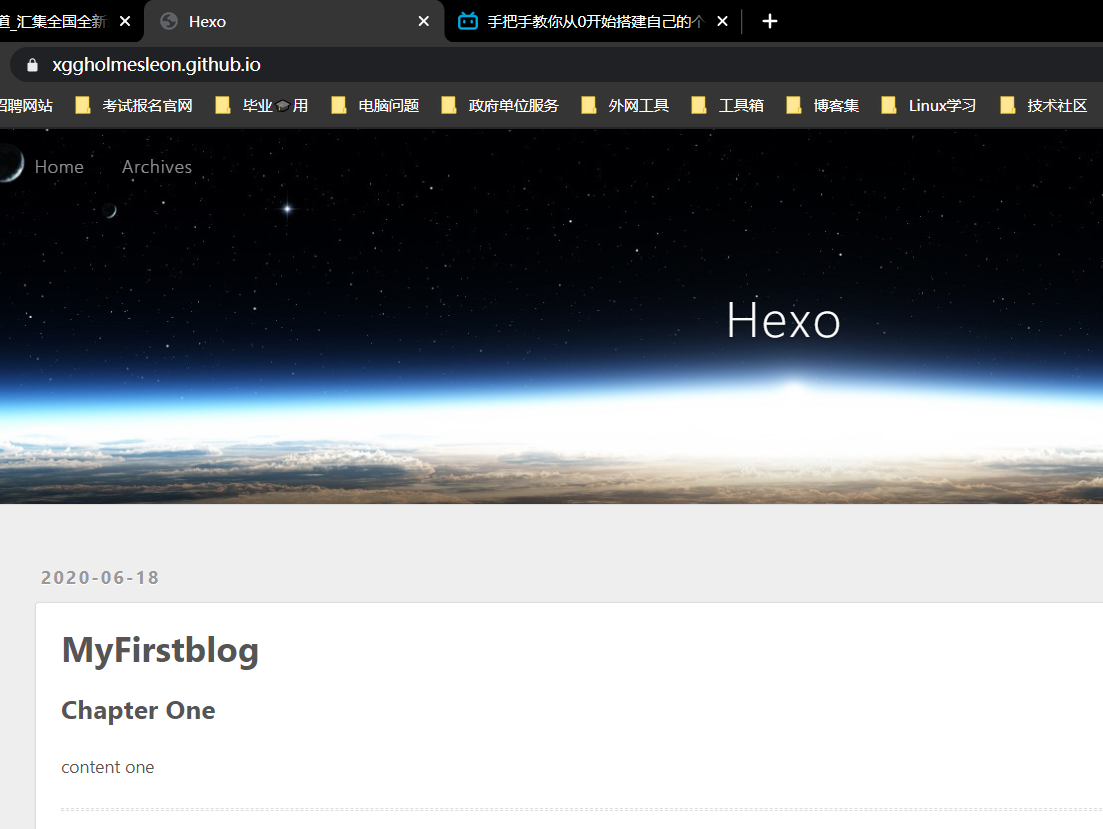 道_汇集全国全新 Hexo 手把手教你从0开始搭建自己的个
xggholmesleon.github.io
招聘网站 考试报名官网 毕业🎓用 电脑问题 政府单位服务 外网工具 工具箱 博客集 Linux学习 技术社区
Home Archives
Hexo
2020-06-18
MyFirstblog
Chapter One
content one